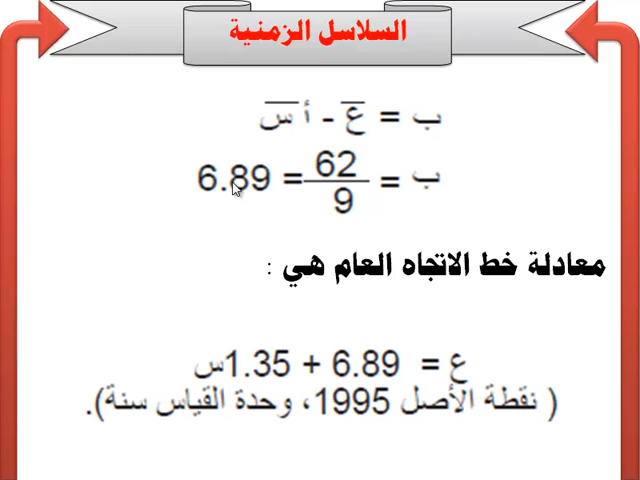 السلاسل الزمنية
ب = ع̅ - أ س̅
ب = 62/9 = 6.89
معادلة خط الاتجاه العام هي :
ع = 6.89 + 1.35س
( نقطة الأصل 1995، وحدة القياس سنة).